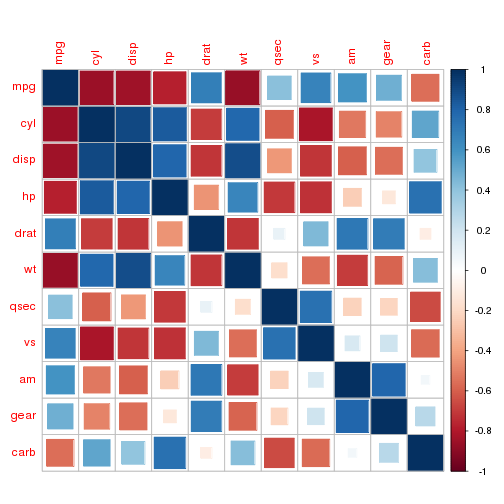 mpg cyl disp hp drat wt qsec vs am gear carb
mpg
cyl
disp
hp
drat
wt
qsec
vs
am
gear
carb
1
0.8
0.6
0.4
0.2
0
-0.2
-0.4
-0.6
-0.8
-1